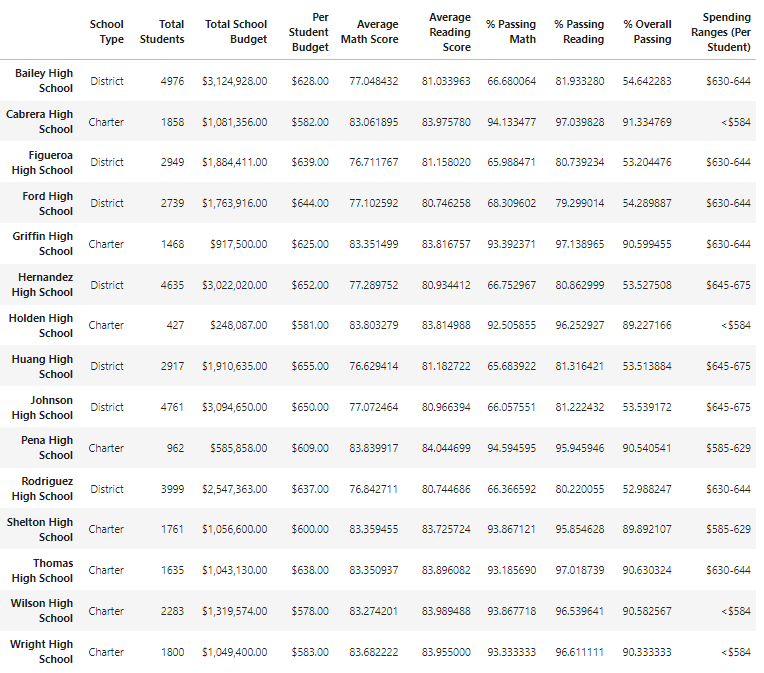 School Type Total Students Total School Budget Per Student Budget Average Math Score Average Reading Score % Passing Math % Passing Reading % Overall Passing Spending Ranges (Per Student)
Bailey High School District 4976 $3,124,928.00 $628.00 77.048432 81.033963 66.680064 81.933280 54.642283 $630-644
Cabrera High School Charter 1858 $1,081,356.00 $582.00 83.061895 83.975780 94.133477 97.039828 91.334769 <$584
Figueroa High School District 2949 $1,884,411.00 $639.00 76.711767 81.158020 65.988471 80.739234 53.204476 $630-644
Ford High School District 2739 $1,763,916.00 $644.00 77.102592 80.746258 68.309602 79.299014 54.289887 $630-644
Griffin High School Charter 1468 $917,500.00 $625.00 83.351499 83.816757 93.392371 97.138965 90.599455 $630-644
Hernandez High School District 4635 $3,022,020.00 $652.00 77.289752 80.934412 66.752967 80.862999 53.527508 $645-675
Holden High School Charter 427 $248,087.00 $581.00 83.803279 83.814988 92.505855 96.252927 89.227166 <$584
Huang High School District 2917 $1,910,635.00 $655.00 76.629414 81.182722 65.683922 81.316421 53.513884 $645-675
Johnson High School District 4761 $3,094,650.00 $650.00 77.072464 80.966394 66.057551 81.222432 53.539172 $645-675
Pena High School Charter 962 $585,858.00 $609.00 83.839917 84.044699 94.594595 95.945946 90.540541 $585-629
Rodriguez High School District 3999 $2,547,363.00 $637.00 76.842711 80.744686 66.366592 80.220055 52.988247 $630-644
Shelton High School Charter 1761 $1,056,600.00 $600.00 83.359455 83.725724 93.867121 95.854628 89.892107 $585-629
Thomas High School Charter 1635 $1,043,130.00 $638.00 83.350937 83.896082 93.185690 97.018739 90.630324 $630-644
Wilson High School Charter 2283 $1,319,574.00 $578.00 83.274201 83.989488 93.867718 96.539641 90.582567 <$584
Wright High School Charter 1800 $1,049,400.00 $583.00 83.682222 83.955000 93.333333 96.611111 90.333333 <$584